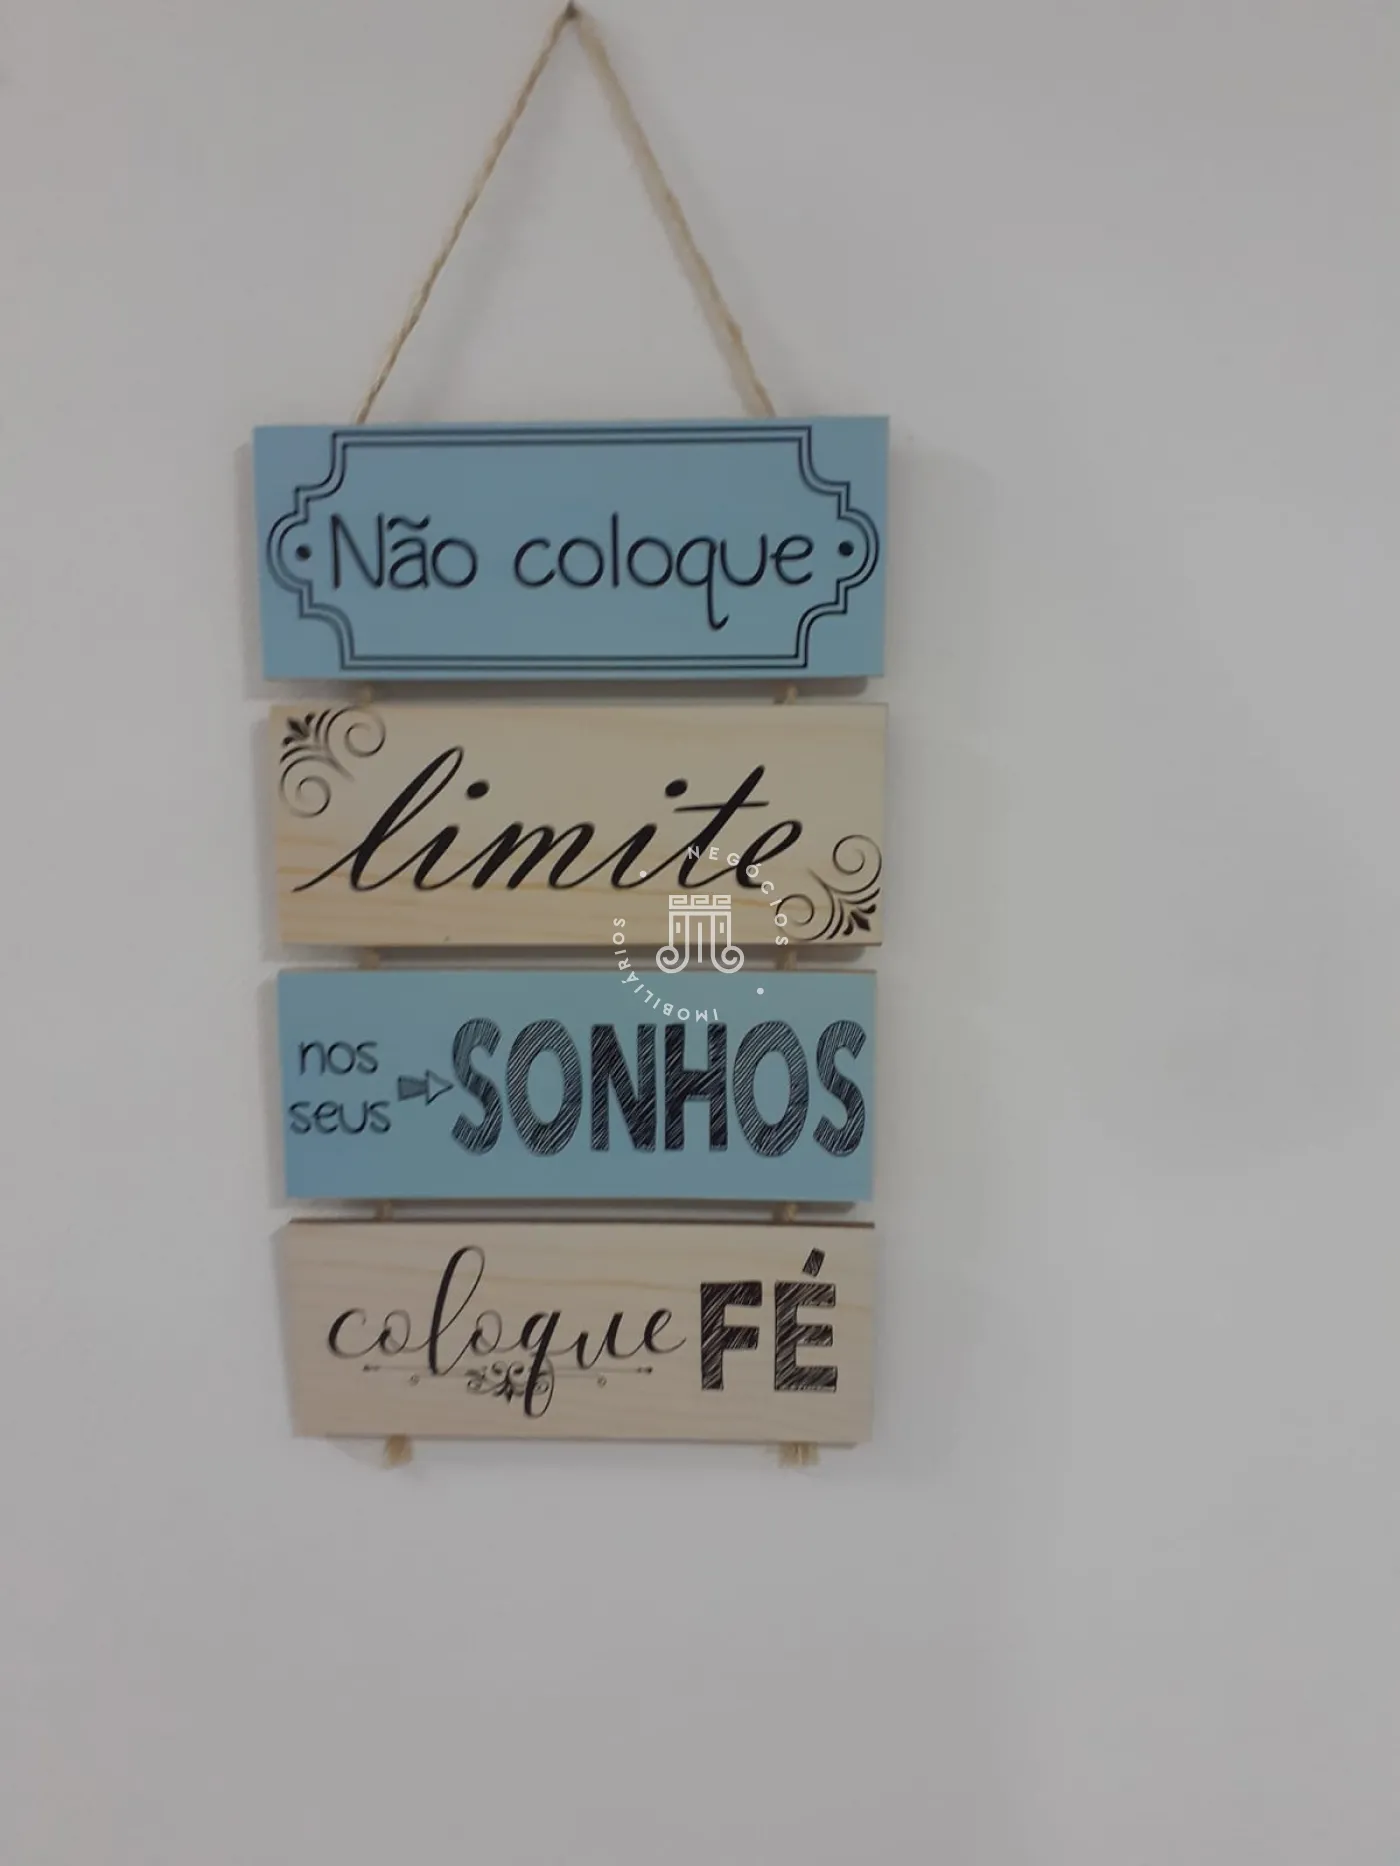 Não coloque
limite
nos
seus
SONHOS
coloque FÉ
NEGÓCIOS
IMOBILIÁRIOS